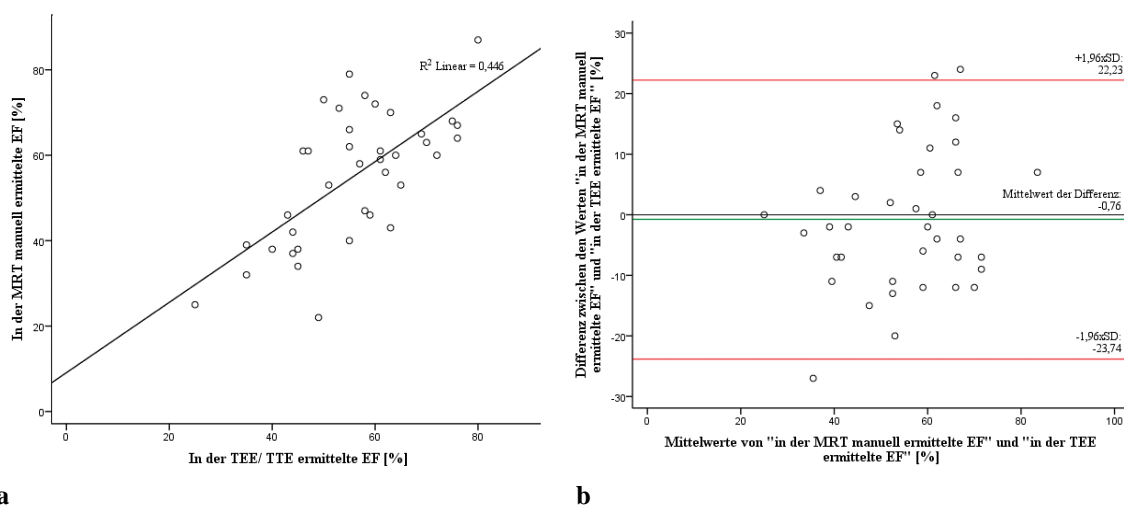 In der MRT manuell ermittelte EF [%]
80
60
40
20
0
R² Linear = 0,446
0
20
40
60
80
In der TEE/ TTE ermittelte EF [%]
a
Differenz zwischen den Werten "in der MRT manuell
ermittelte EF" und "in der TEE ermittelte EF " [%]
30
20
10
0
-10
-20
-30
+1,96xSD:
22,23
Mittelwert der Differenz:
-0,76
-1,96xSD:
-23,74
0
20
40
60
80
100
Mittelwerte von "in der MRT manuell ermittelte EF" und "in der TEE
ermittelte EF" [%]
b